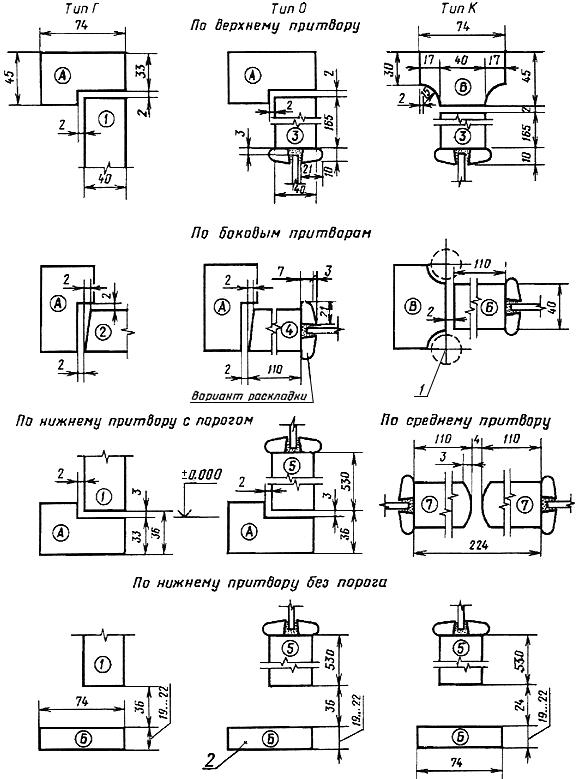 Тип Г Тип О Тип К
По верхнему притвору
74 74
45 А 33 2 2 1 40
А 2 2 165 3 3 21 10 40
30 17 40 17 45 В 2 15 2 3 165 10
По боковым притворам
2 А 2 2 2
2 7 3 А 4 21 2 110
вариант раскладки
В 110 2 Б 40 1
По нижнему притвору с порогом
По среднему притвору
2 1 3 А 33 36
±0.000
5 530 2 3 А 36
110 4 110 3 7 7 224
По нижнему притвору без порога
1 74 36 Б 19...22
5 530 36 2 Б 19...22
5 530 24 Б 19...22 74